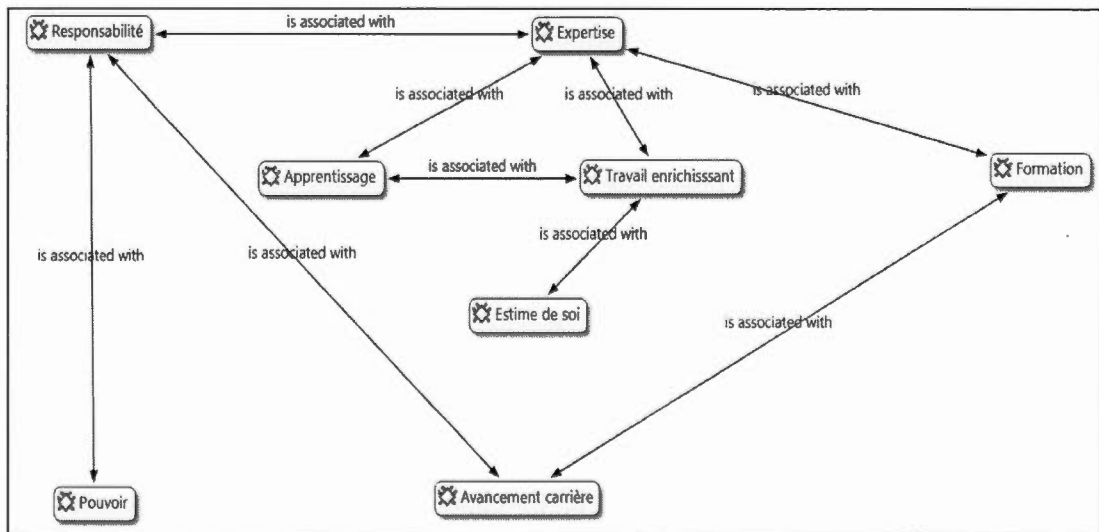 is associated with
Responsabilité
Expertise
is associated with
is associated with
is associated with
Apprentissage
is associated with
Travail enrichisssant
Formation
is associated with
is associated with
is associated with
Estime de soi
is associated with
Pouvoir
Avancement carrière